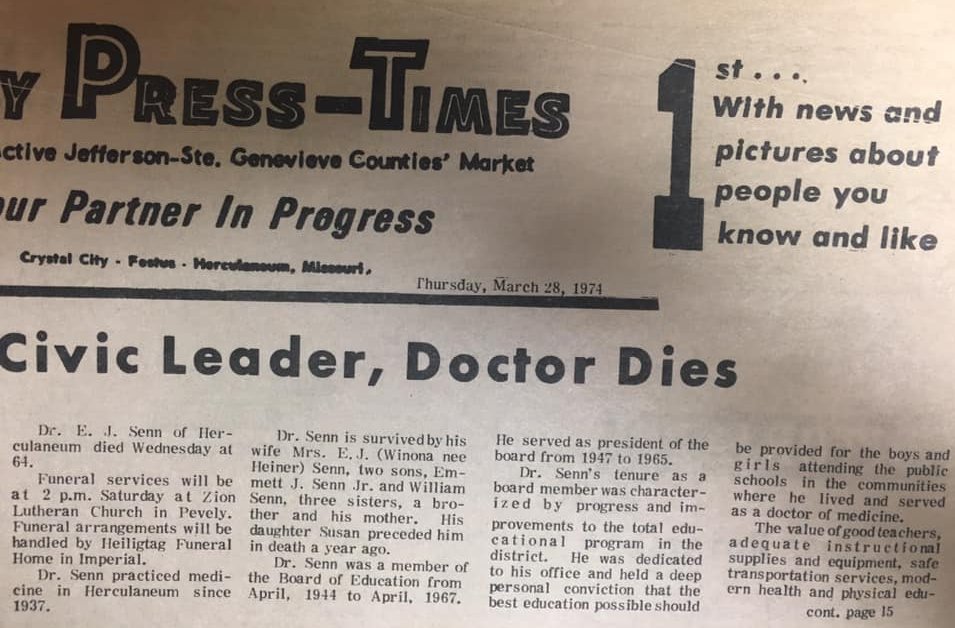 Y PRESS-TIMES
ctive Jefferson-Ste. Genevieve Counties' Market
our Partner In Progress
Crystal City - Festus - Herculaneum, Missouri.
Thursday, March 28, 1974
1st...
With news and
pictures about
people you
know and like
Civic Leader, Doctor Dies
Dr. E. J. Senn of Her-
culaneum died Wednesday at
64.
Funeral services will be
at 2 p.m. Saturday at Zion
Lutheran Church in Pevely.
Funeral arrangements will be
handled by Heiligtag Funeral
Home in Imperial.
Dr. Senn practiced medi-
cine in Herculaneum since
1937.
Dr. Senn is survived by his
wife Mrs. E. J. (Winona nee
Heiner) Senn, two sons, Em-
mett J. Senn Jr. and William
Senn, three sisters, a bro-
ther and his mother. His
daughter Susan preceded him
in death a year ago.
Dr. Senn was a member of
the Board of Education from
April, 1944 to April, 1967.
He served as president of the
board from 1947 to 1965.
Dr. Senn's tenure as a
board member was character-
ized by progress and im-
provements to the total edu-
cational program in the
district. He was dedicated
to his office and held a deep
personal conviction that the
best education possible should
be provided for the boys and
girls attending the public
schools in the communities
where he lived and served
as a doctor of medicine.
The value of good teachers,
adequate instructional
supplies and equipment, safe
transportation services, mod-
ern health and physical edu-
cont. page 15